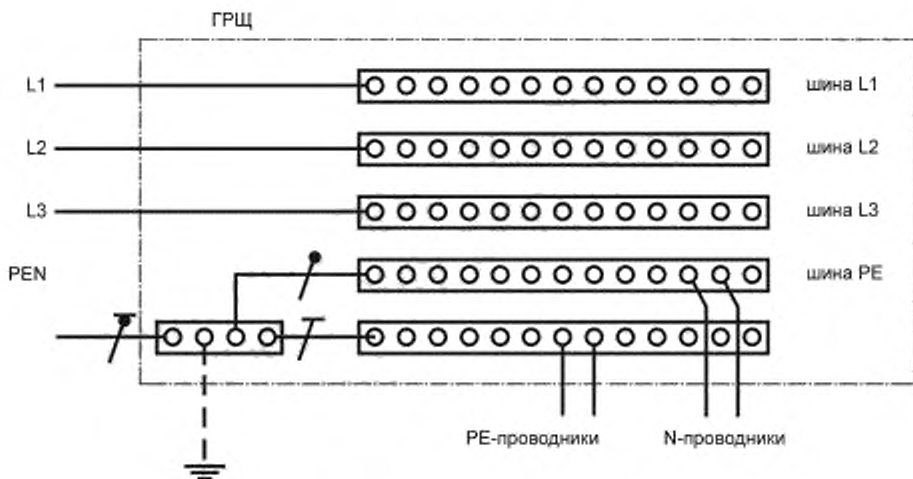 ГРЩ
L1
шина L1
L2
шина L2
L3
шина L3
PEN
шина PE
PE-проводники
N-проводники